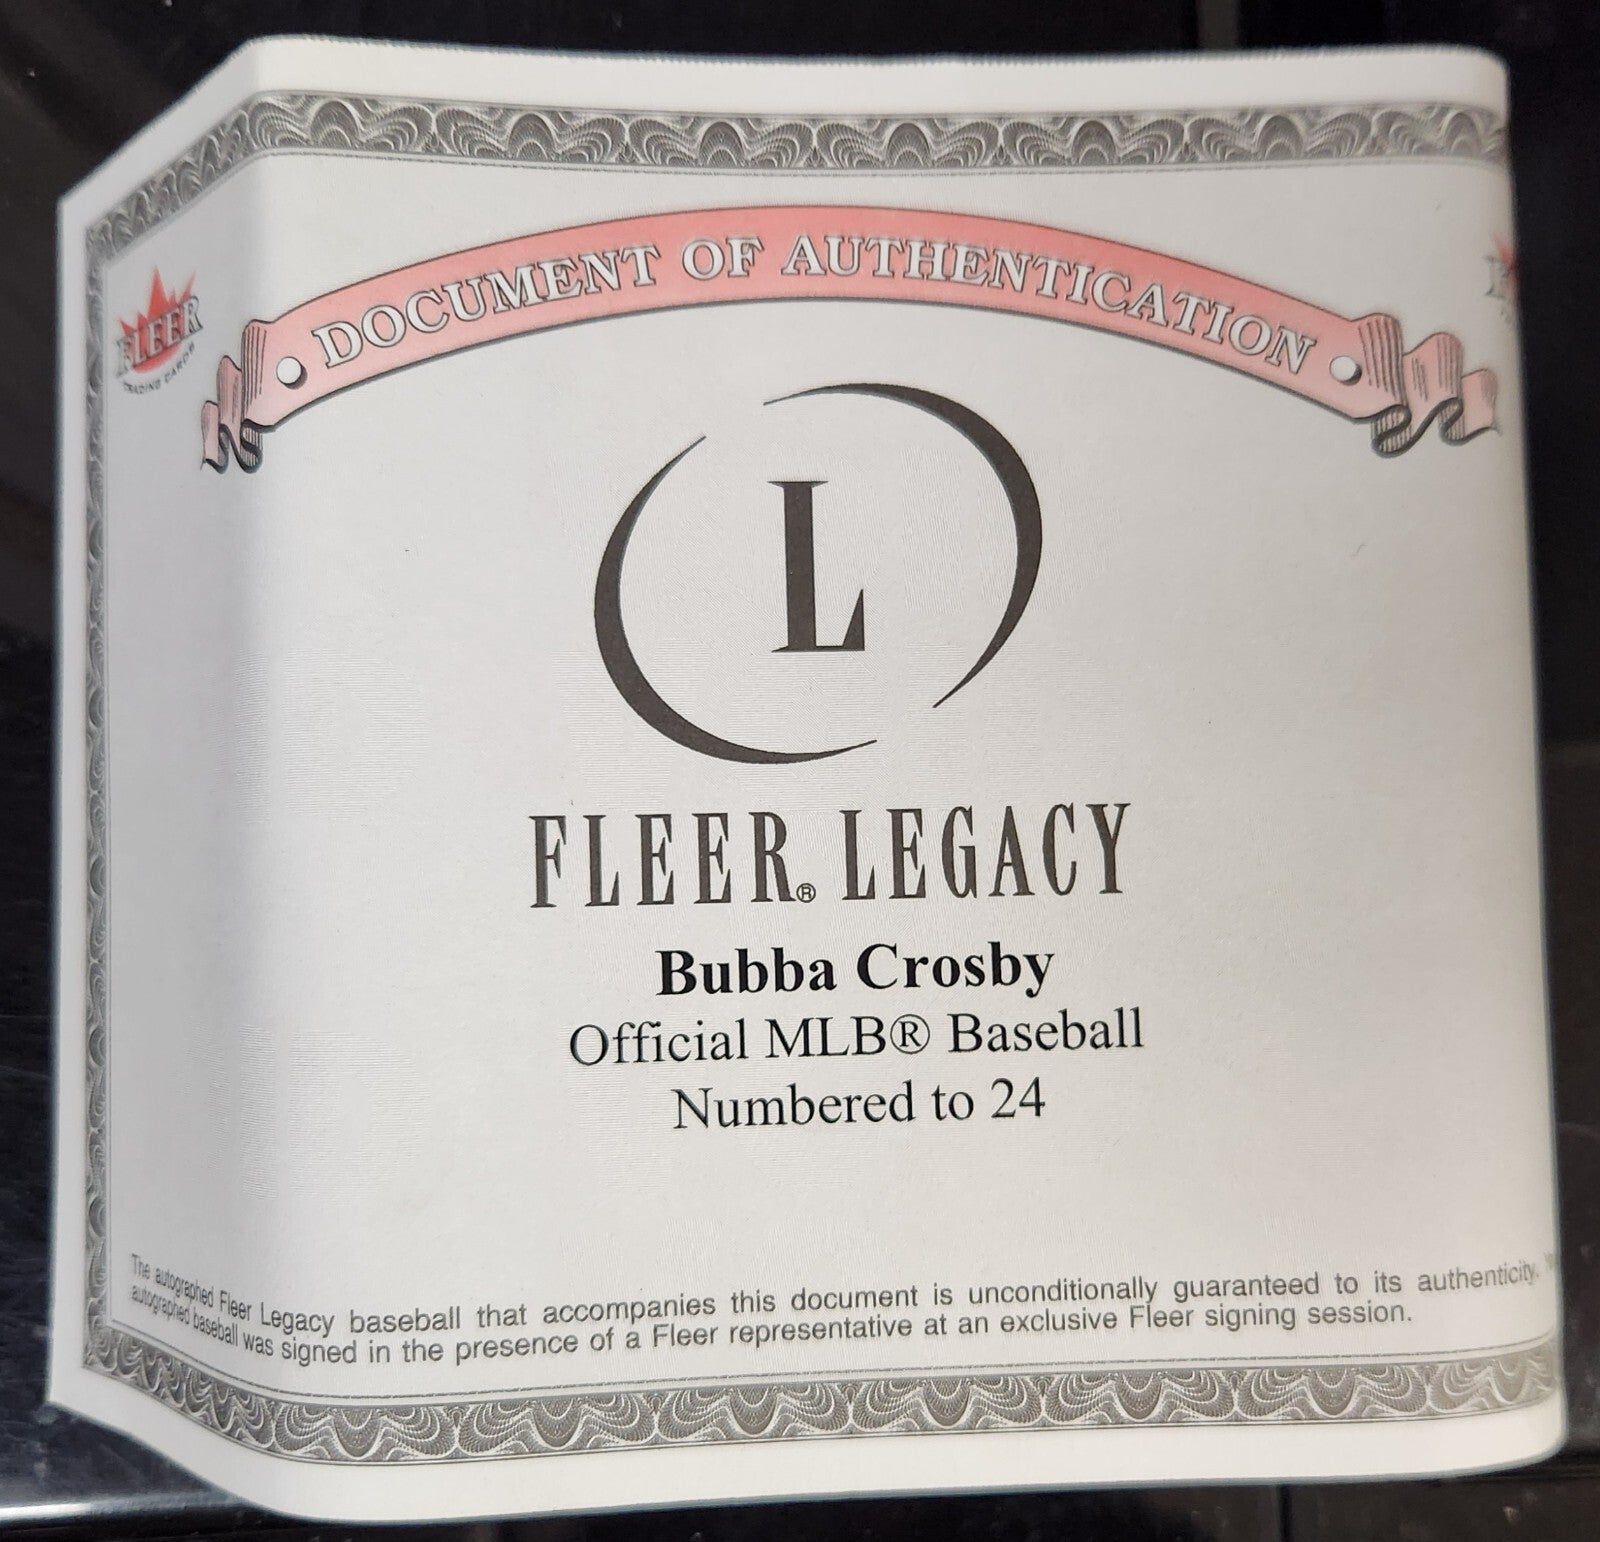 DOCUMENT OF AUTHENTICATION
FLEER
TRADING CARDS
L
FLEER® LEGACY
Bubba Crosby
Official MLB® Baseball
Numbered to 24
The autographed Fleer Legacy baseball that accompanies this document is unconditionally guaranteed to its authenticity.
autographed baseball was signed in the presence of a Fleer representative at an exclusive Fleer signing session.